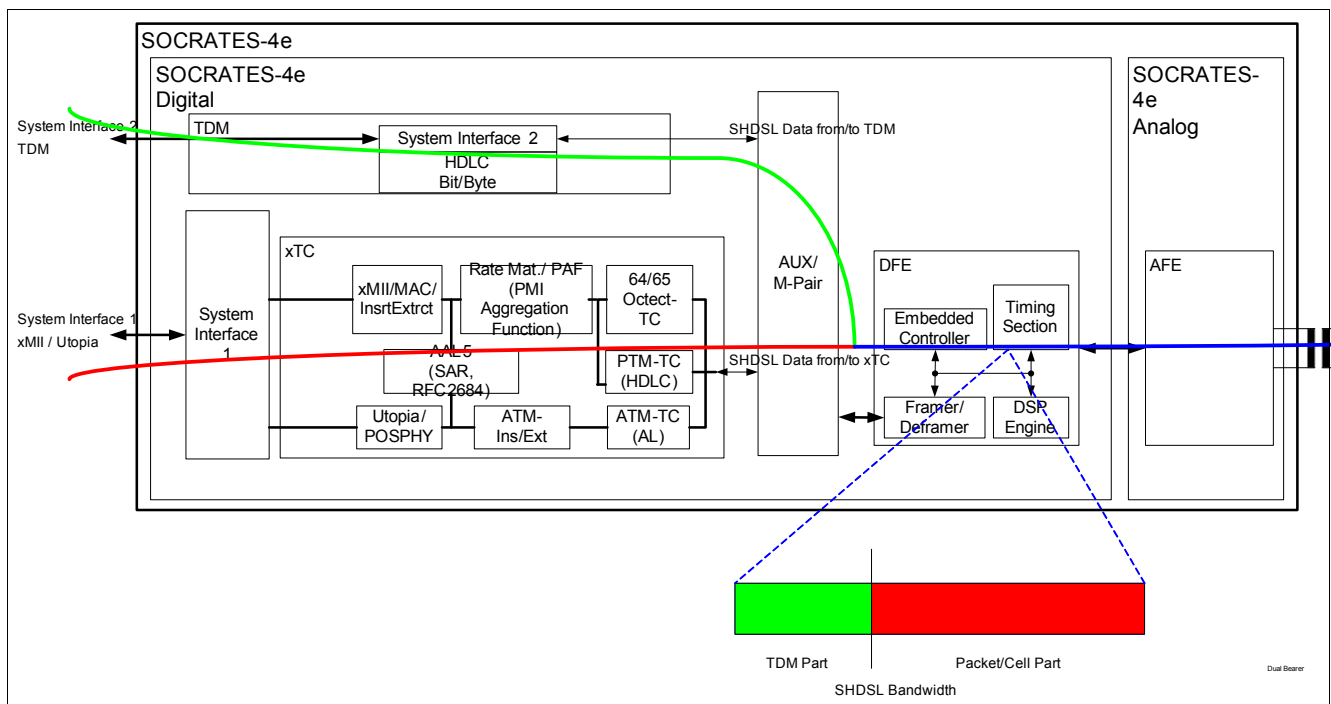 SOCRATES-4e
SOCRATES-4e
Digital
SOCRATES-
4e
Analog
System Interface 2
TDM
TDM
System Interface 2
HDLC
Bit/Byte
SHDSL Data from/to TDM
System Interface 1
xMII / Utopia
System
Interface
1
xTC
xMII/MAC/
InsrtExtrct
Rate Mat./ PAF
(PMI
Aggregation
Function)
64/65
Octect-
TC
AAL5
(SAR,
RFC2684)
PTM-TC
(HDLC)
Utopia/
POSPHY
ATM-
Ins/Ext
ATM-TC
(AL)
SHDSL Data from/to xTC
AUX/
M-Pair
DFE
Embedded
Controller
Timing
Section
Framer/
Deframer
DSP
Engine
AFE
TDM Part
Packet/Cell Part
SHDSL Bandwidth
Dual Bearer